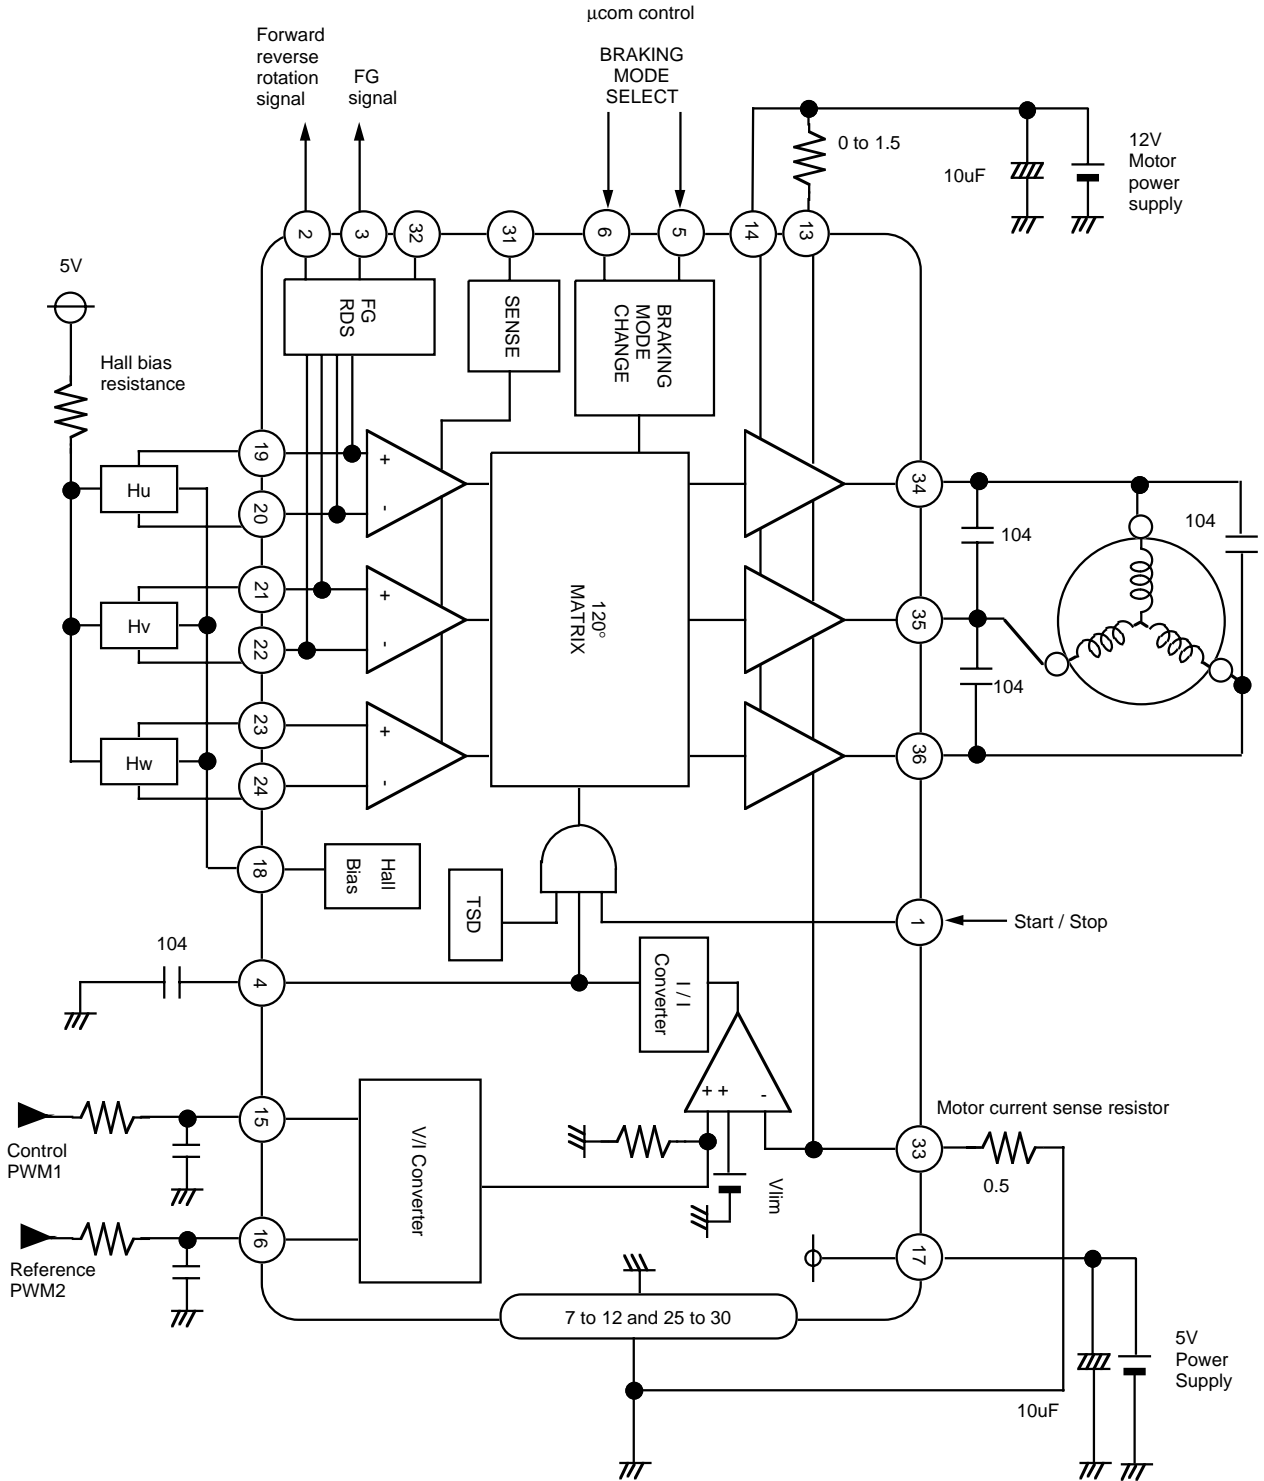 µcom control
Forward
reverse
rotation
signal
FG
signal
BRAKING
MODE
SELECT
0 to 1.5
10uF
12V
Motor
power
supply
2
3
32
31
6
5
14
13
5V
FG
RDS
SENSE
BRAKING
MODE
CHANGE
Hall bias
resistance
19
+
Hu
20
-
34
104
104
21
+
Hv
22
-
120°
MATRIX
35
104
23
+
Hw
24
-
36
18
Hall
Bias
TSD
1
Start / Stop
104
4
I / I
Converter
+ +
-
Control
PWM1
15
V/I Converter
Vlim
Motor current sense resistor
33
0.5
Reference
PWM2
16
17
7 to 12 and 25 to 30
5V
Power
Supply
10uF